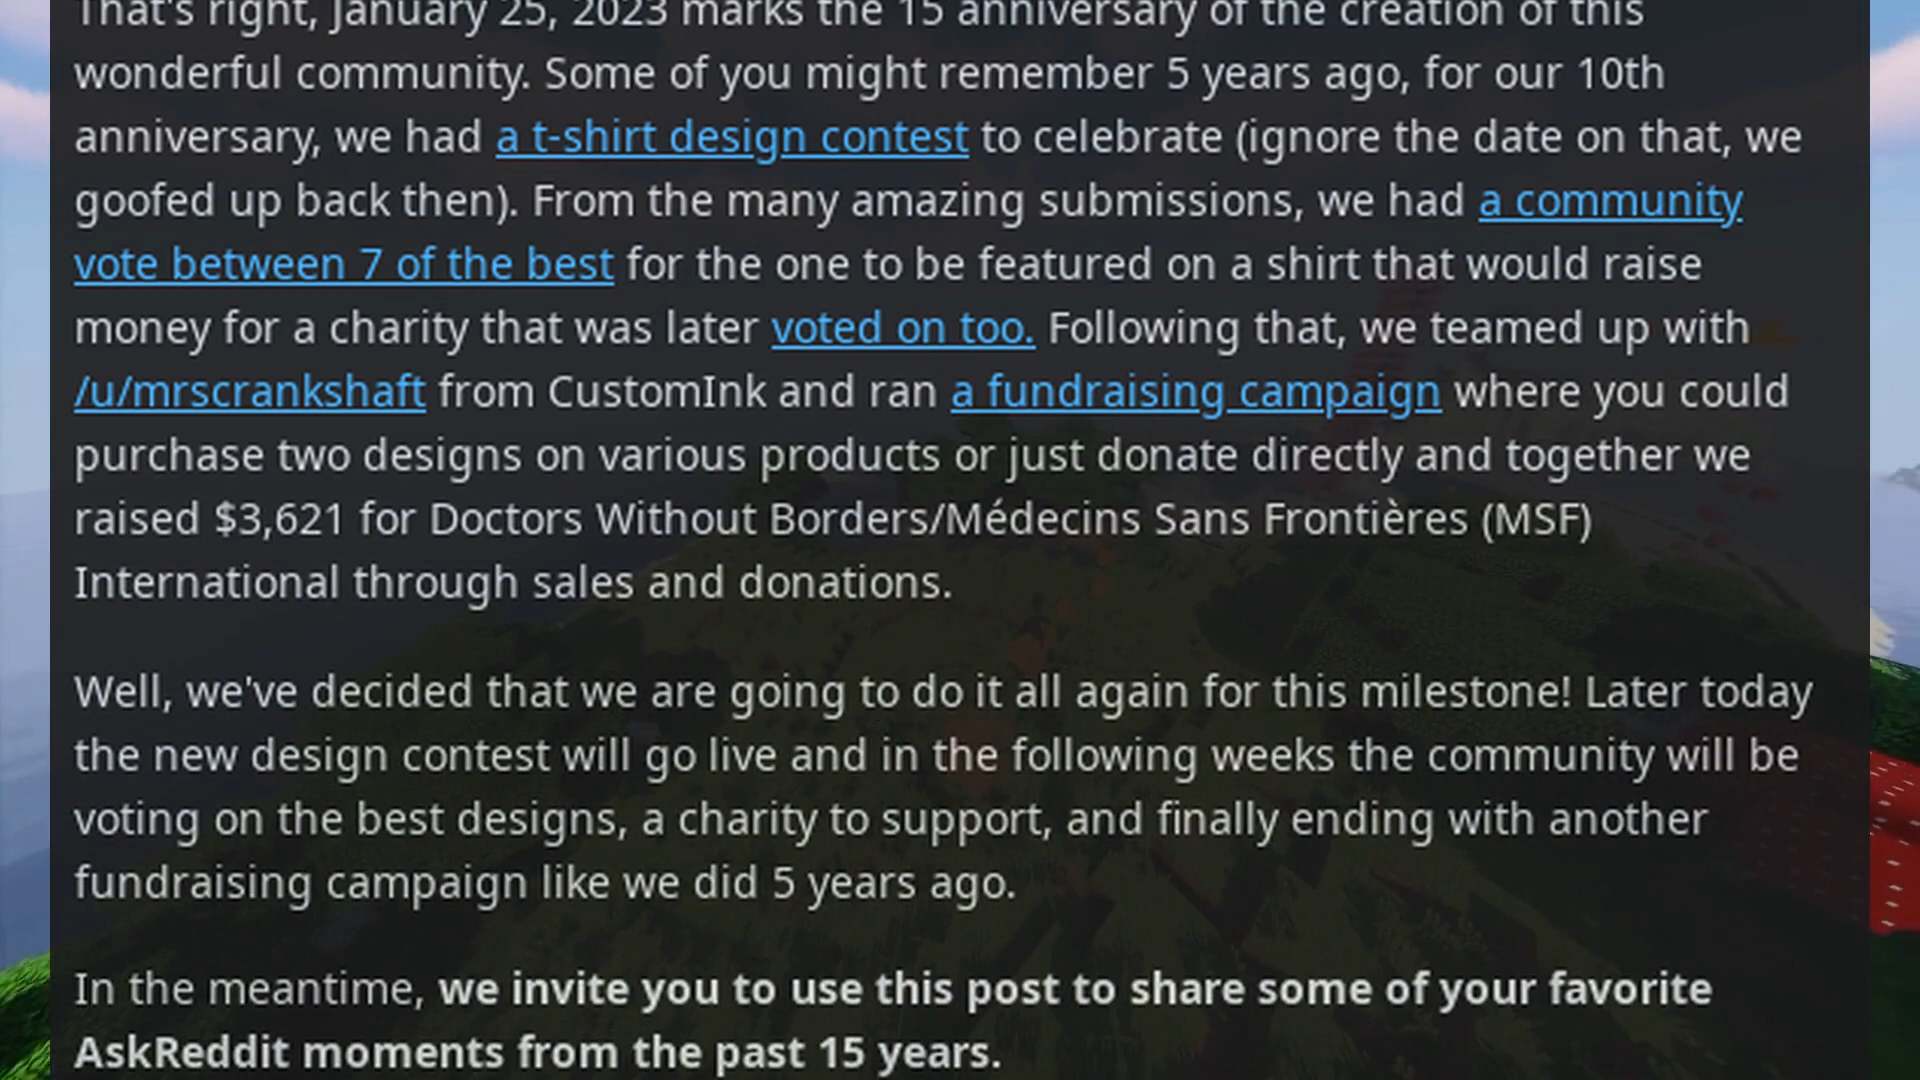 That's right, January 25, 2023 marks the 15 anniversary of the creation of this
wonderful community. Some of you might remember 5 years ago, for our 10th
anniversary, we had a t-shirt design contest to celebrate (ignore the date on that, we
goofed up back then). From the many amazing submissions, we had a community
vote between 7 of the best for the one to be featured on a shirt that would raise
money for a charity that was later voted on too. Following that, we teamed up with
/u/mrscrankshaft from CustomInk and ran a fundraising campaign where you could
purchase two designs on various products or just donate directly and together we
raised $3,621 for Doctors Without Borders/Médecins Sans Frontières (MSF)
International through sales and donations.
Well, we've decided that we are going to do it all again for this milestone! Later today
the new design contest will go live and in the following weeks the community will be
voting on the best designs, a charity to support, and finally ending with another
fundraising campaign like we did 5 years ago.
In the meantime, we invite you to use this post to share some of your favorite
AskReddit moments from the past 15 years.